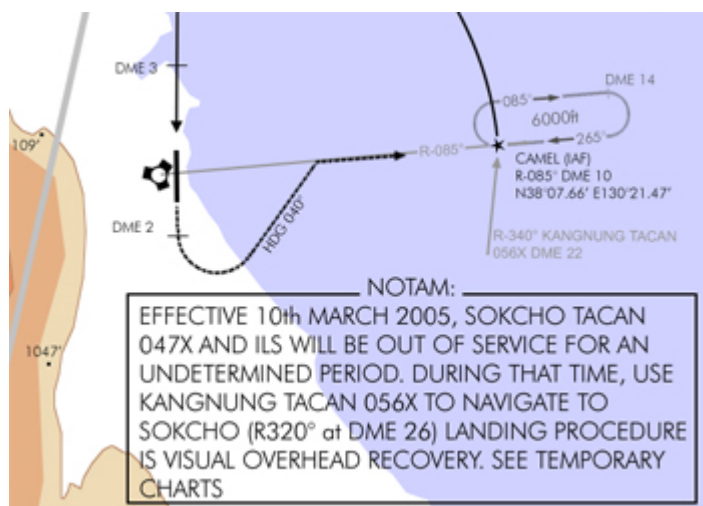 DME 3
DME 14
085°
6000ft
109'
R-085°
265°
CAMEL (IAF)
R-085° DME 10
N38°07.66' E130°21.47'
DME 2
HDG 040°
R-340° KANGNUNG TACAN
056X DME 22
NOTAM:
EFFECTIVE 10th MARCH 2005, SOKCHO TACAN
047X AND ILS WILL BE OUT OF SERVICE FOR AN
UNDETERMINED PERIOD. DURING THAT TIME, USE
KANGNUNG TACAN 056X TO NAVIGATE TO
SOKCHO (R320° at DME 26) LANDING PROCEDURE
IS VISUAL OVERHEAD RECOVERY. SEE TEMPORARY
CHARTS
1047'